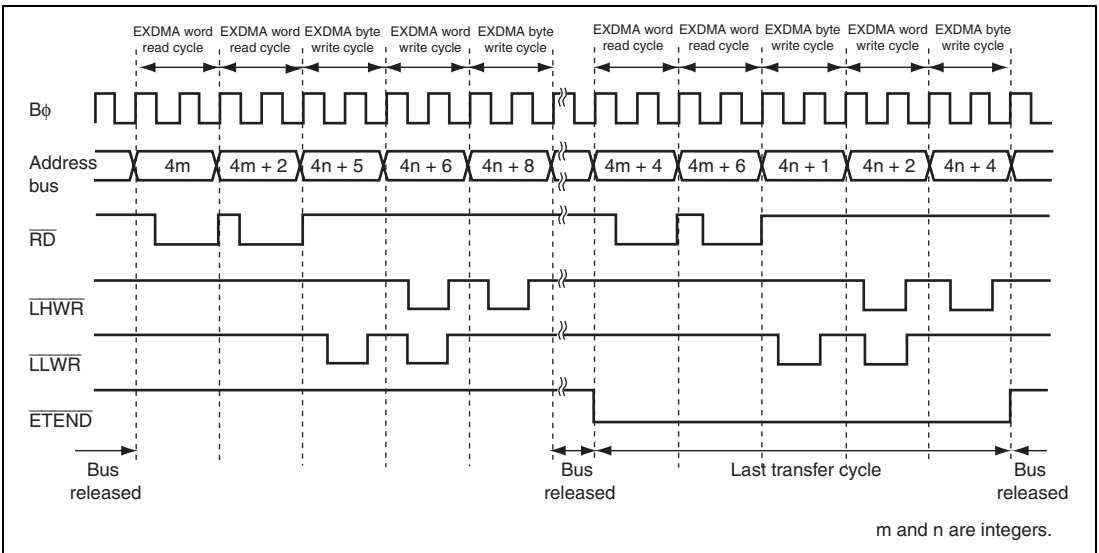 EXDMA word read cycle
EXDMA word read cycle
EXDMA byte write cycle
EXDMA word write cycle
EXDMA byte write cycle
EXDMA word read cycle
EXDMA word read cycle
EXDMA byte write cycle
EXDMA word write cycle
EXDMA byte write cycle
Bϕ
Address bus
4m
4m + 2
4n + 5
4n + 6
4n + 8
4m + 4
4m + 6
4n + 1
4n + 2
4n + 4
RD
LHWR
LLWR
ETEND
Bus released
Bus released
Last transfer cycle
Bus released
m and n are integers.